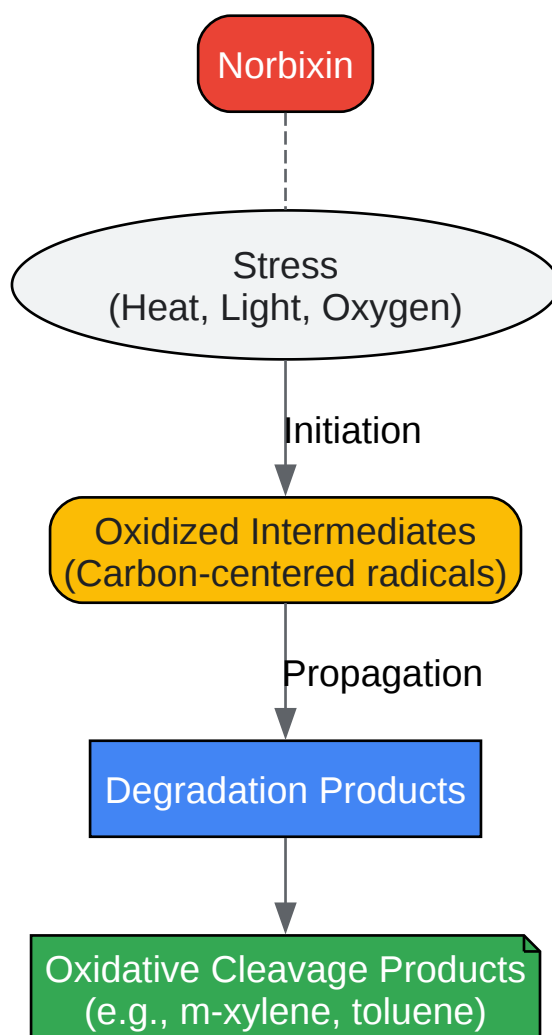 Norbixin
Stress
(Heat, Light, Oxygen)
Initiation
Oxidized Intermediates
(Carbon-centered radicals)
Propagation
Degradation Products
Oxidative Cleavage Products
(e.g., m-xylene, toluene)